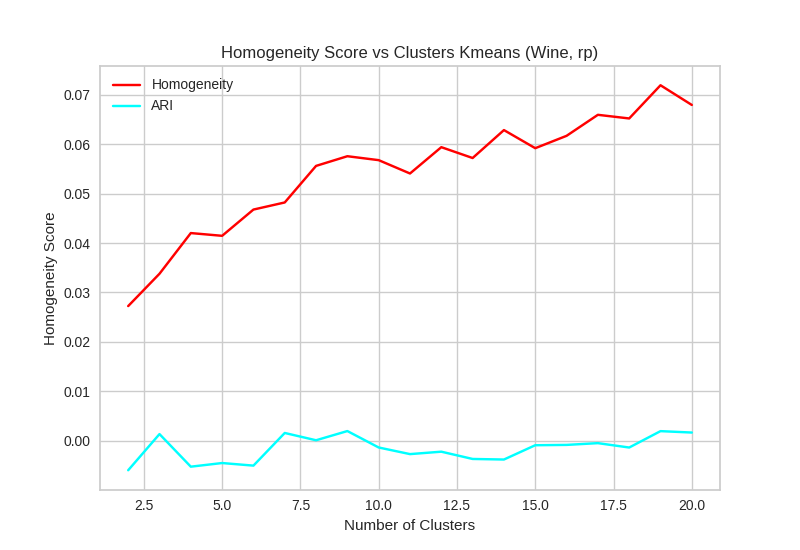 Homogeneity Score vs Clusters Kmeans (Wine, rp)
Homogeneity
ARI
0.07
0.06
0.05
0.04
0.03
0.02
0.01
0.00
Homogeneity Score
2.5 5.0 7.5 10.0 12.5 15.0 17.5 20.0
Number of Clusters